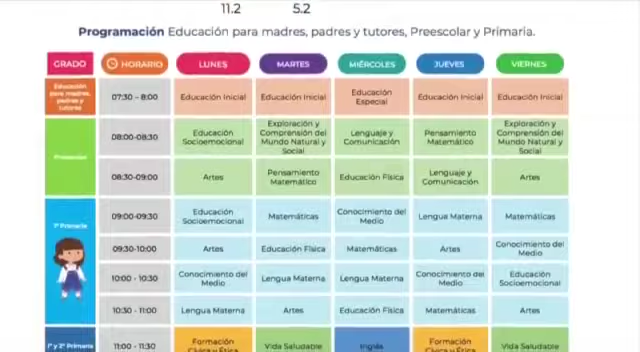 11.2 5.2
Programación Educación para madres, padres y tutores, Preescolar y Primaria.
GRADO HORARIO LUNES MARTES MIÉRCOLES JUEVES VIERNES
Educación
para madres,
padres y
tutores
07:30 - 8:00 Educación Inicial Educación Inicial Educación
Especial Educación Inicial Educación Inicial
Preescolar
08:00-08:30 Educación
Socioemocional Exploración y
Comprensión del
Mundo Natural y
Social Lenguaje y
Comunicación Pensamiento
Matemático Exploración y
Comprensión del
Mundo Natural y
Social
08:30-09:00 Artes Pensamiento
Matemático Educación Física Lenguaje y
Comunicación Artes
1º Primaria
09:00-09:30 Educación
Socioemocional Matemáticas Conocimiento del
Medio Lengua Materna Matemáticas
09:30-10:00 Artes Educación Física Matemáticas Artes Conocimiento del
Medio
10:00 - 10:30 Conocimiento del
Medio Lengua Materna Lengua Materna Conocimiento del
Medio Educación
Socioemocional
10:30 - 11:00 Lengua Materna Artes Educación Física Matemáticas Artes
1º y 2º Primaria 11:00 - 11:30 Formación
Cívica y Ética Vida Saludable Inglés Formación
Cívica y Ética Vida Saludable